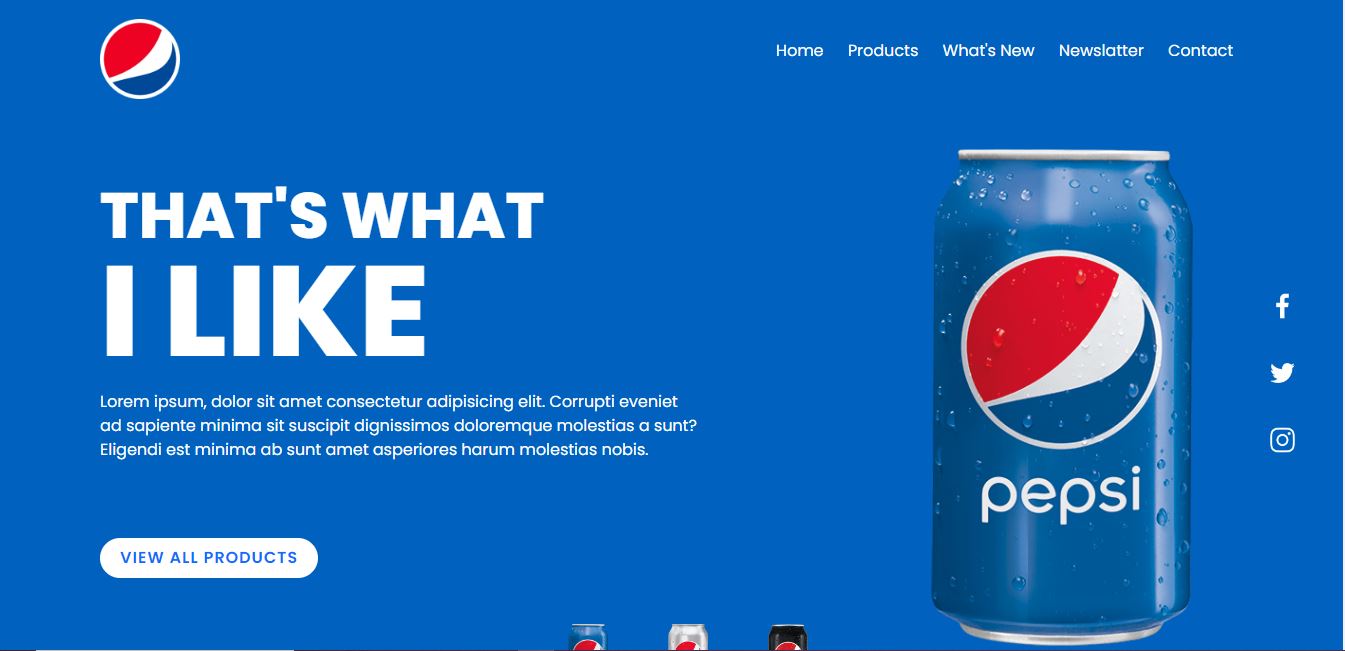 Home Products What's New Newslatter Contact
THAT'S WHAT
I LIKE
Lorem ipsum, dolor sit amet consectetur adipisicing elit. Corrupti eveniet
ad sapiente minima sit suscipit dignissimos doloremque molestias a sunt?
Eligendi est minima ab sunt amet asperiores harum molestias nobis.
VIEW ALL PRODUCTS
pepsi